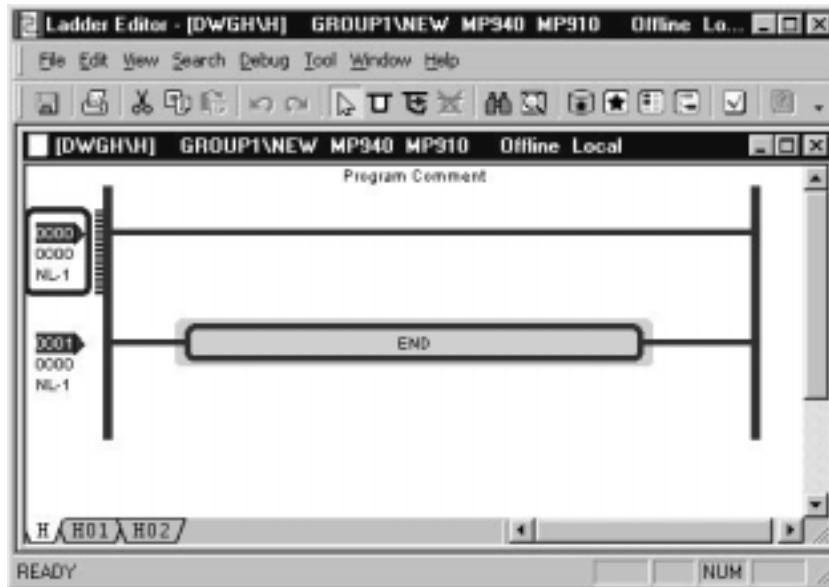 Ladder Editor - [DWGH\H] GROUP1\NEW MP940 MP910 Offline Lo...
File Edit View Search Debug Tool Window Help
[DWGH\H] GROUP1\NEW MP940 MP910 Offline Local
Program Comment
0000
0000
NL-1
0001
END
0000
NL-1
H H01 H02
READY
NUM